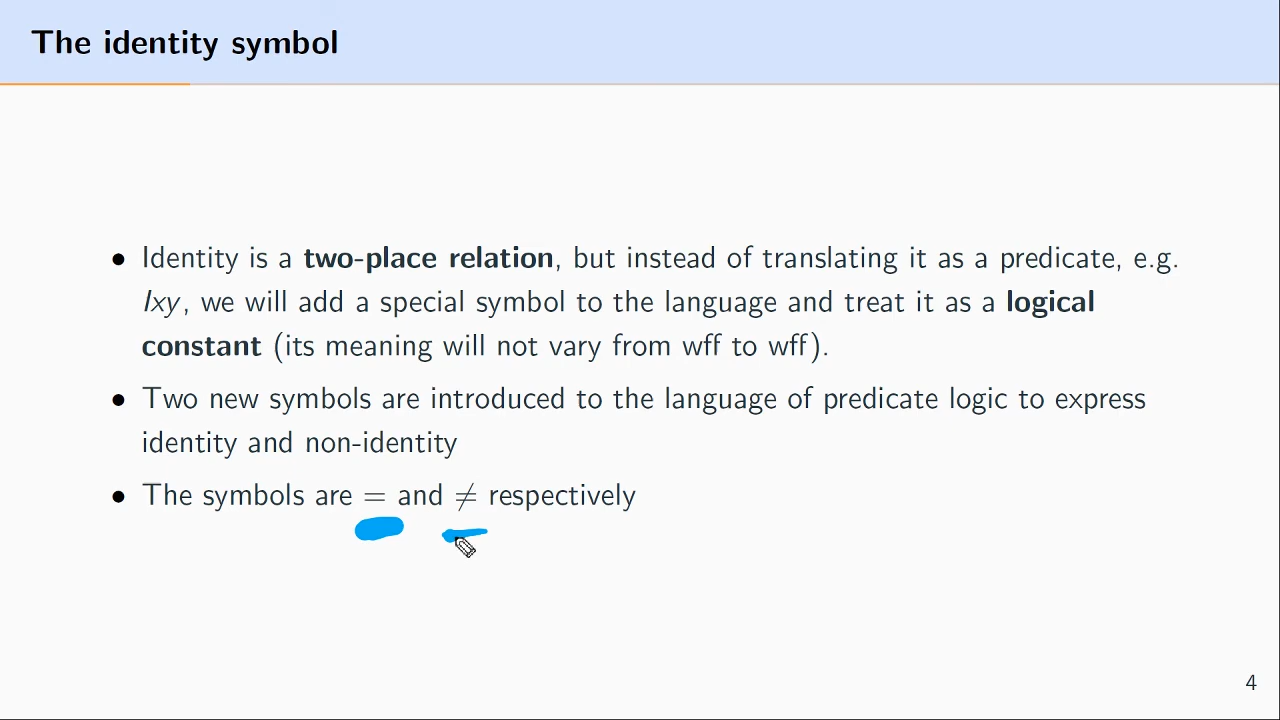 The identity symbol
• Identity is a two-place relation, but instead of translating it as a predicate, e.g.
Ixy, we will add a special symbol to the language and treat it as a logical
constant (its meaning will not vary from wff to wff).
• Two new symbols are introduced to the language of predicate logic to express
identity and non-identity
• The symbols are = and ≠ respectively
4